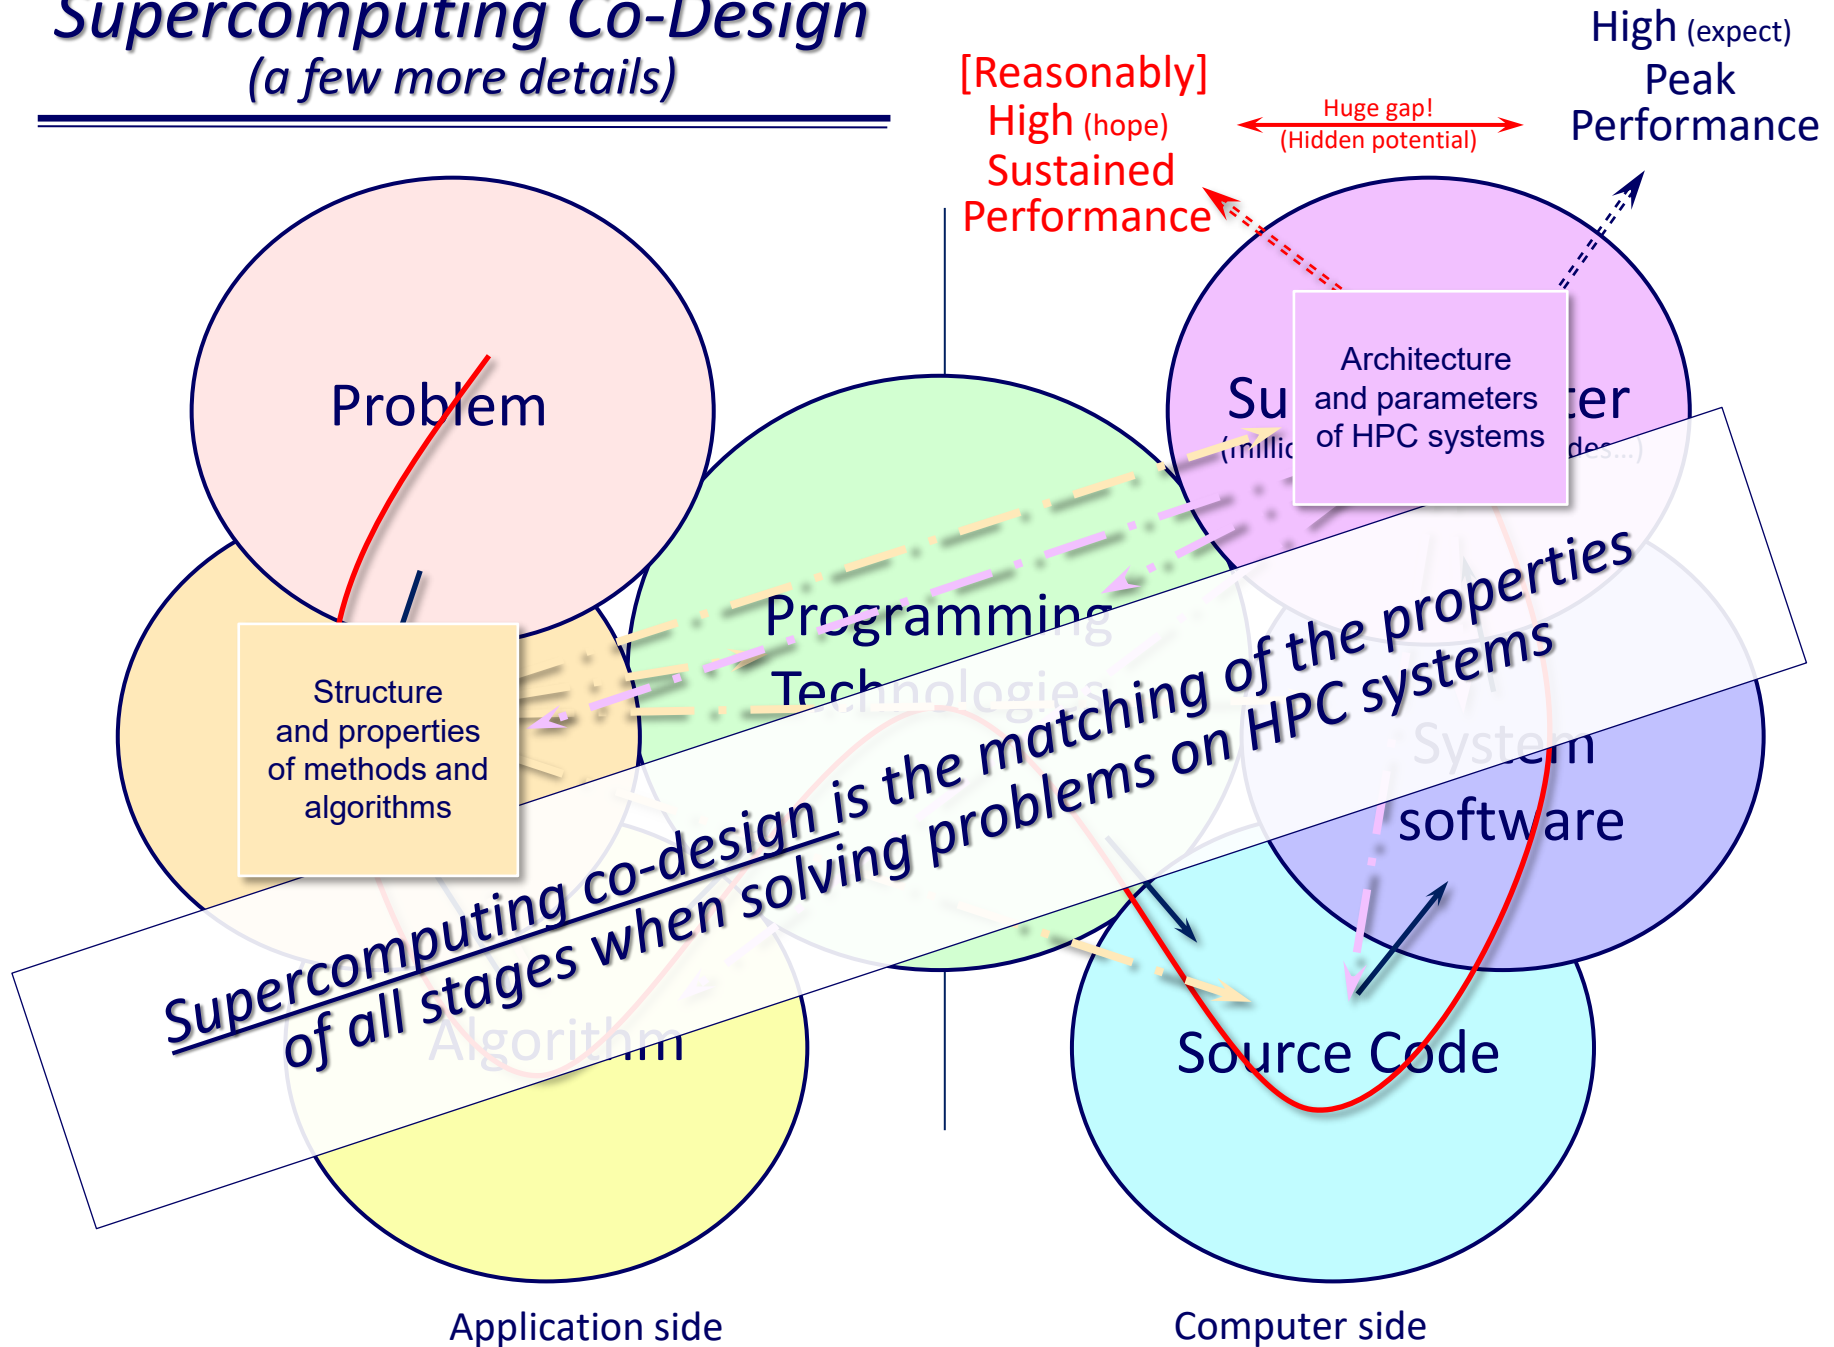 Supercomputing Co-Design
(a few more details)
[Reasonably]
High (hope)
Sustained
Performance
Huge gap!
(Hidden potential)
High (expect)
Peak
Performance
Problem
Architecture
and parameters
of HPC systems
Programming
Technologies
Structure
and properties
of methods and
algorithms
System
software
Supercomputing co-design is the matching of the properties
of all stages when solving problems on HPC systems
Algorithm
Source Code
Application side
Computer side